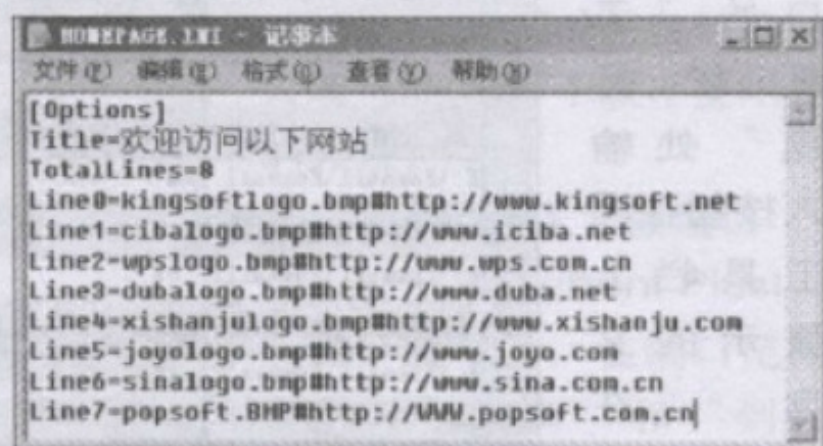 HOMEPAGE.INI - 记事本
文件(F) 编辑(E) 格式(O) 查看(V) 帮助(H)
[Options]
Title=欢迎访问以下网站
TotalLines=8
Line0=kingsoftlogo.bmp#http://www.kingsoft.net
Line1=cibalogo.bmp#http://www.iciba.net
Line2=wpslogo.bmp#http://www.wps.com.cn
Line3=dubalogo.bmp#http://www.duba.net
Line4=xishanjulogo.bmp#http://www.xishanju.com
Line5=joyologo.bmp#http://www.joyo.com
Line6=sinalogo.bmp#http://www.sina.com.cn
Line7=popsoft.BMP#http://WWW.popsoft.com.cn